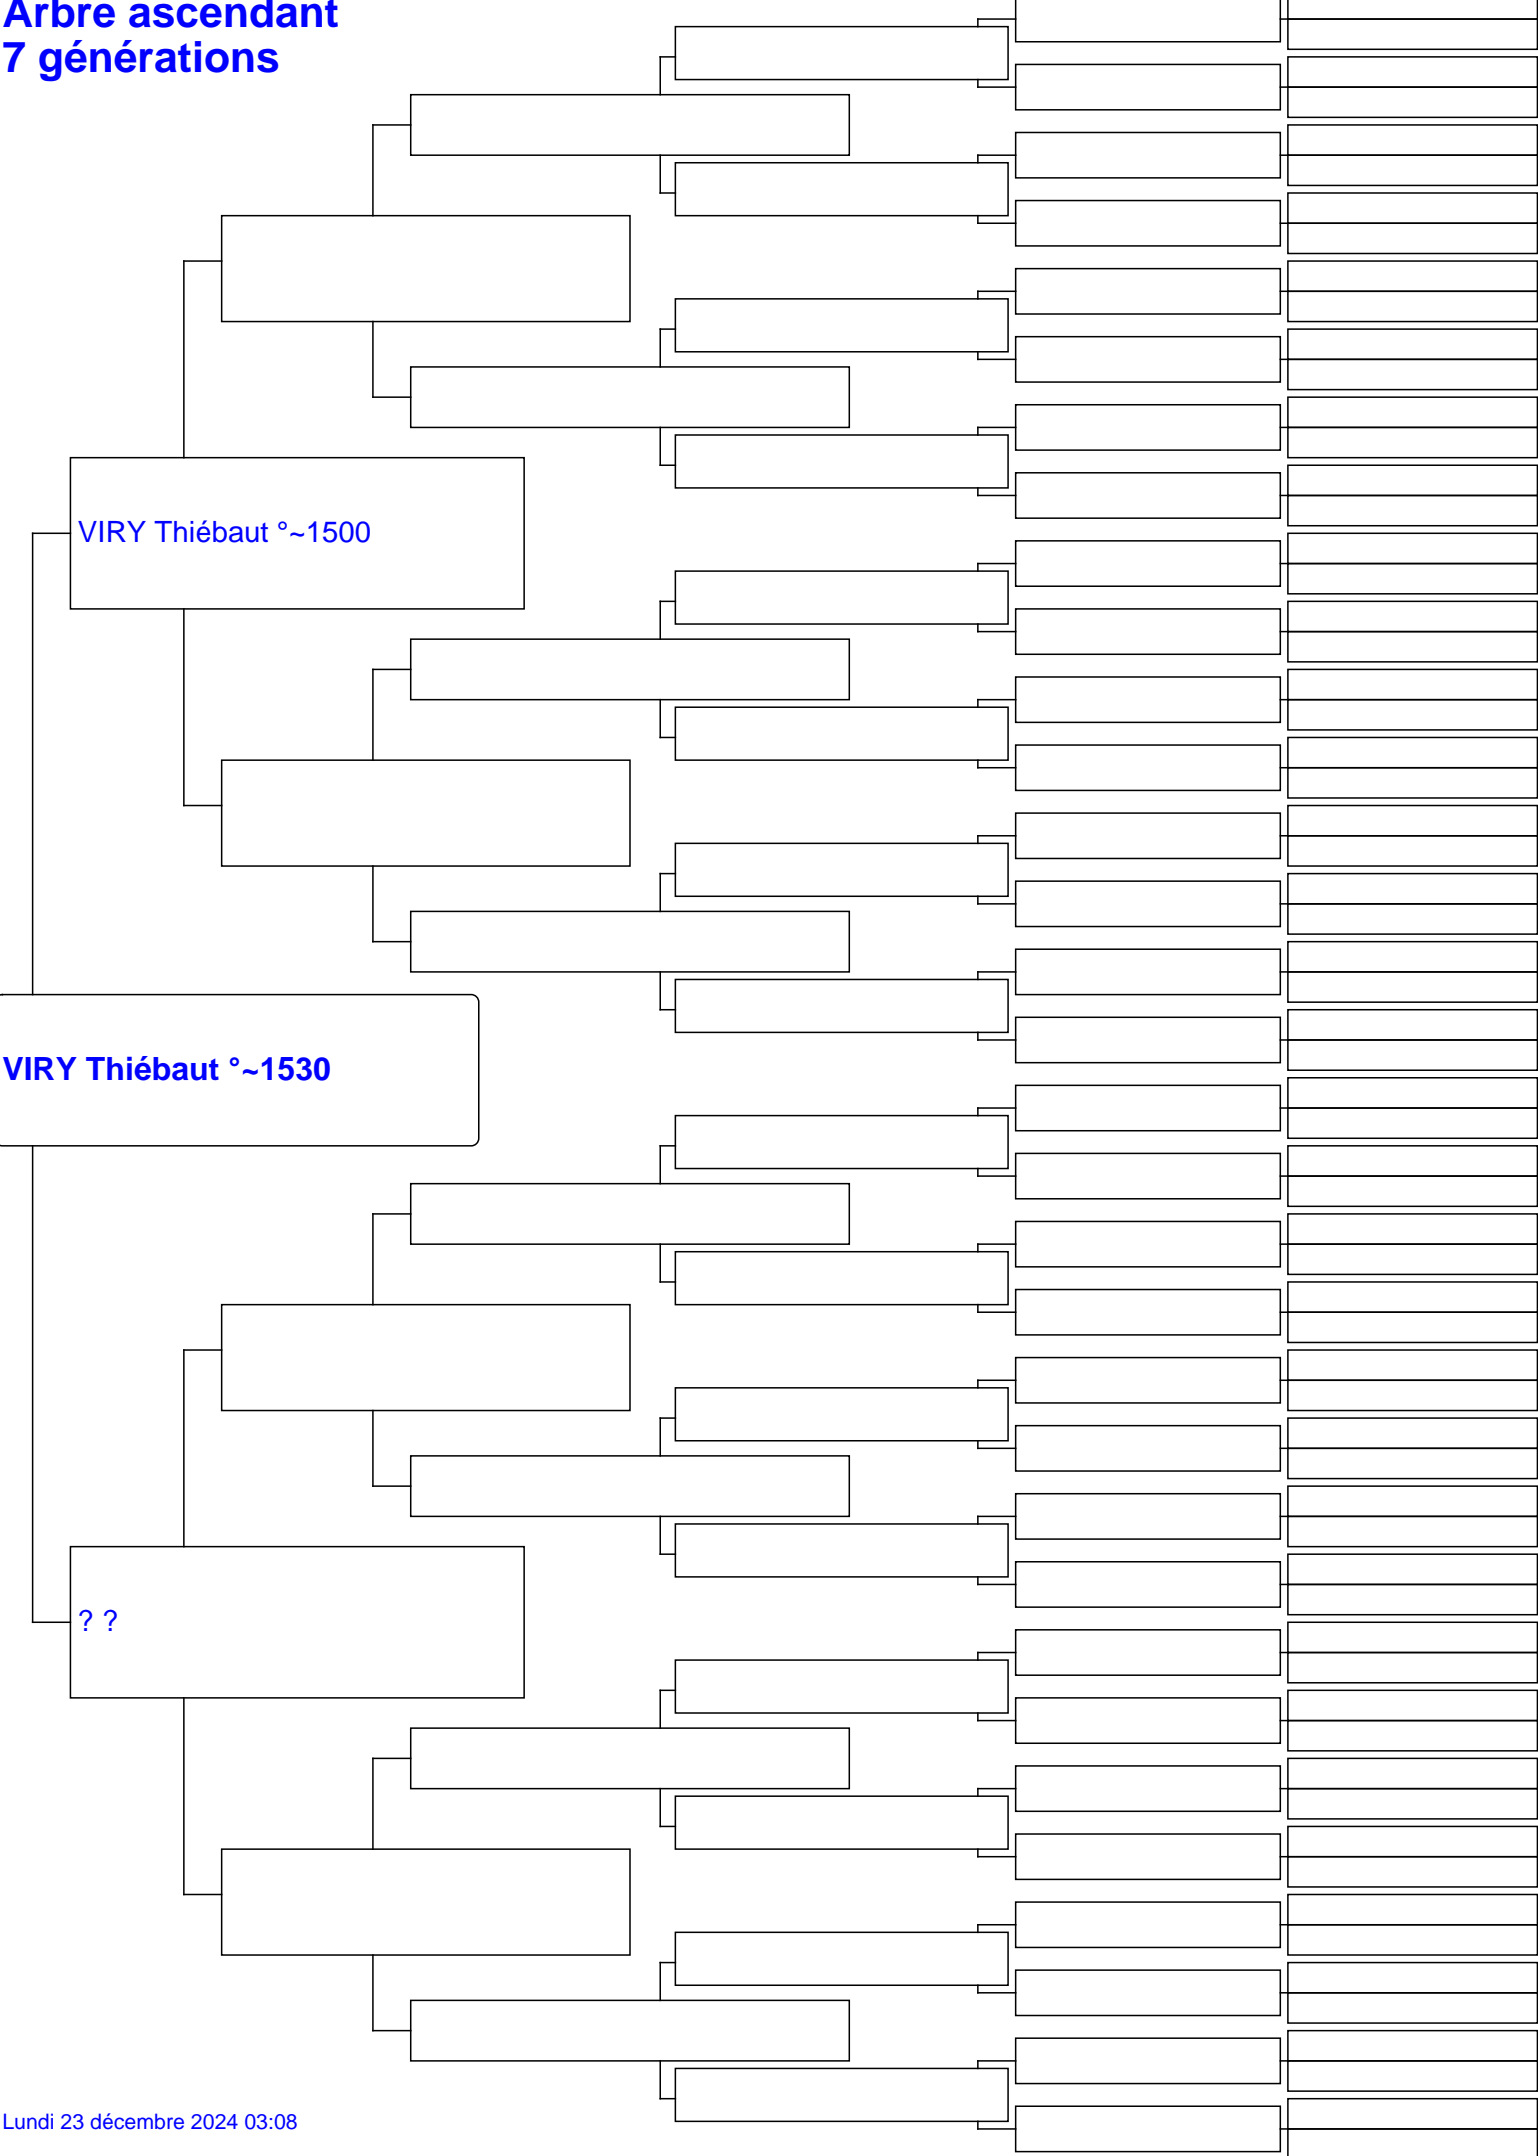 Arbre ascendant
7 générations
VIRY Thiébaut °~1500
VIRY Thiébaut °~1530
? ?
Lundi 23 décembre 2024 03:08